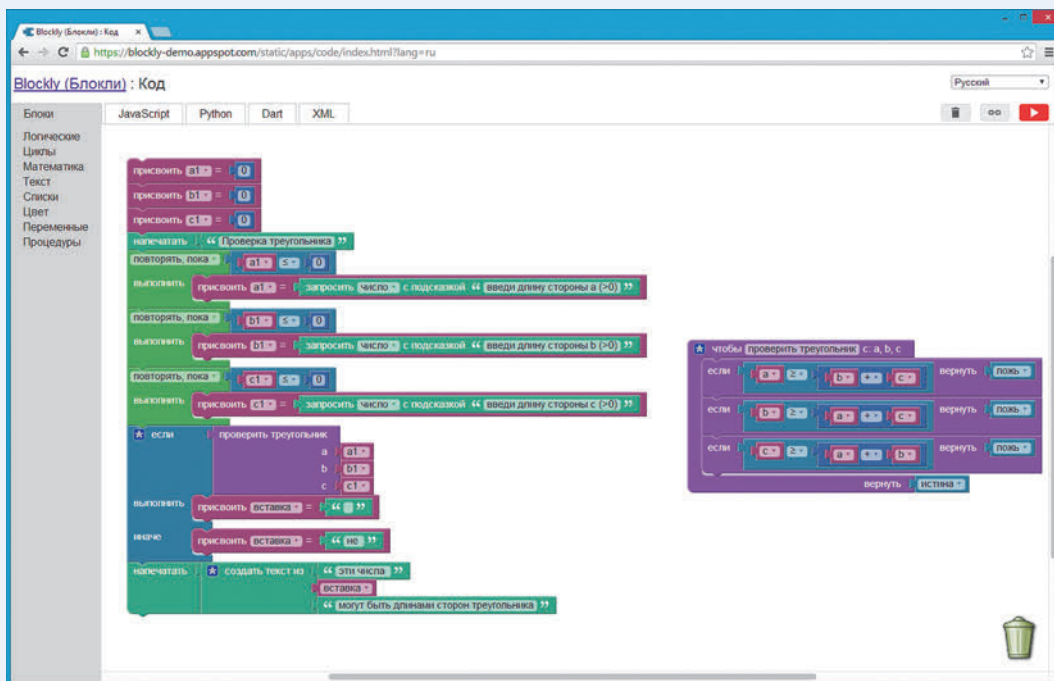 Blockly (Блокли) : Код
https://blockly-demo.appspot.com/static/apps/code/index.html?lang=ru
Blockly (Блокли) : Код
Русский
Блоки
JavaScript Python Dart XML
Логические
Циклы
Математика
Текст
Списки
Цвет
Переменные
Процедуры
присвоить a1 = 0
присвоить b1 = 0
присвоить c1 = 0
напечатать “ Проверка треугольника ”
повторять, пока a1 ≤ 0
выполнить присвоить a1 = запросить число с подсказкой “ введи длину стороны a (>0) ”
повторять, пока b1 ≤ 0
выполнить присвоить b1 = запросить число с подсказкой “ введи длину стороны b (>0) ”
повторять, пока c1 ≤ 0
выполнить присвоить c1 = запросить число с подсказкой “ введи длину стороны c (>0) ”
если проверить треугольник
a a1
b b1
c c1
выполнить присвоить вставка = “ ”
иначе присвоить вставка = “ не ”
напечатать создать текст из “ эти числа ”
вставка
“ могут быть длинами сторон треугольника ”
чтобы проверить треугольник с: a, b, c
если a ≥ b + c вернуть ложь
если b ≥ a + c вернуть ложь
если c ≥ a + b вернуть ложь
вернуть истина